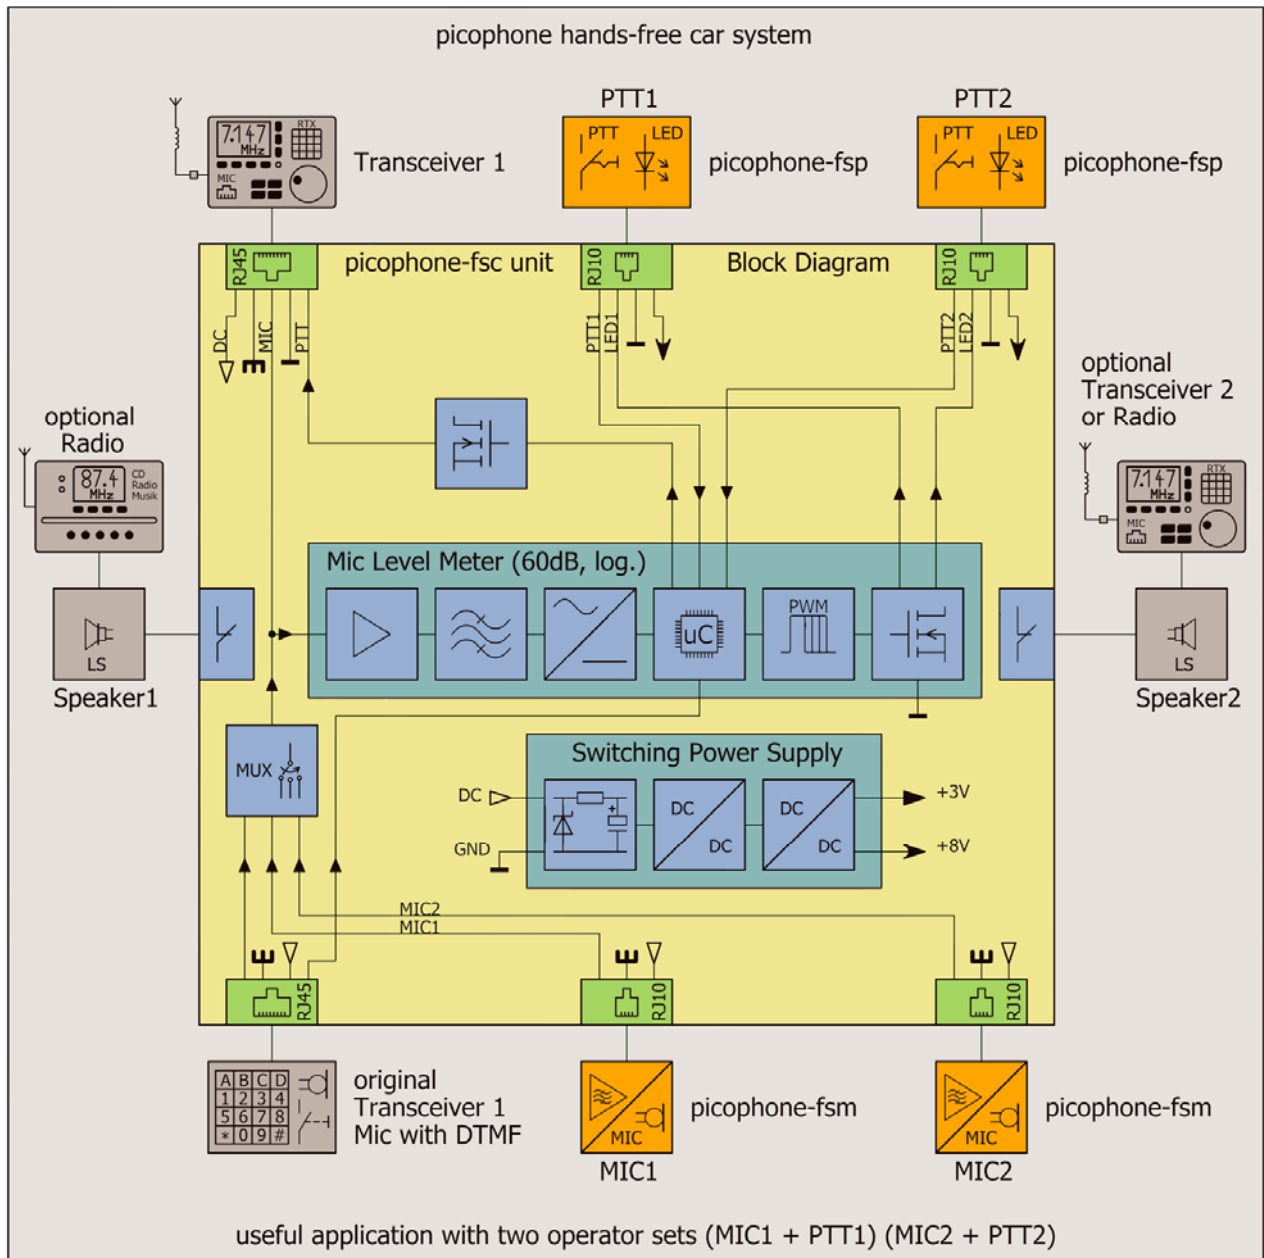 picophone hands-free car system
PTT1
PTT2
7.147
MHz
RTX
MIC
Transceiver 1
PTT LED
picophone-fsp
PTT LED
picophone-fsp
RJ45
picophone-fsc unit
RJ10
Block Diagram
RJ10
DC
MIC
PTT
PTT1
LED1
PTT2
LED2
optional
Radio
87.4
MHz
CD
Radio
Musik
optional
Transceiver 2
or Radio
7.147
MHz
RTX
MIC
Mic Level Meter (60dB, log.)
uC
PWM
LS
Speaker1
LS
Speaker2
MUX
Switching Power Supply
DC
GND
DC
DC
DC
DC
+3V
+8V
MIC2
MIC1
RJ45
RJ10
RJ10
A B C D
1 2 3 4
5 6 7 8
* 0 9 #
original
Transceiver 1
Mic with DTMF
MIC
picophone-fsm
MIC
picophone-fsm
MIC1
MIC2
useful application with two operator sets (MIC1 + PTT1) (MIC2 + PTT2)